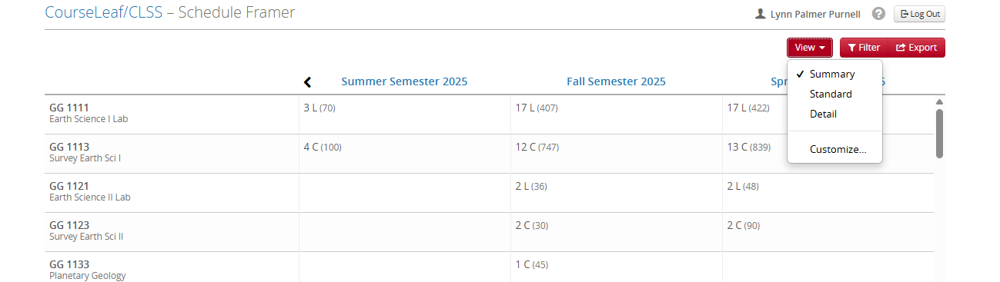 CourseLeaf/CLSS – Schedule Framer
Lynn Palmer Purnell ? Log Out
View Filter Export
Summer Semester 2025 Fall Semester 2025 Spr 6
✓ Summary
Standard
Detail
Customize...
GG 1111 3 L (70) 17 L (407) 17 L (422)
Earth Science I Lab
GG 1113 4 C (100) 12 C (747) 13 C (839)
Survey Earth Sci I
GG 1121 2 L (36) 2 L (48)
Earth Science II Lab
GG 1123 2 C (30) 2 C (90)
Survey Earth Sci II
GG 1133 1 C (45)
Planetary Geology